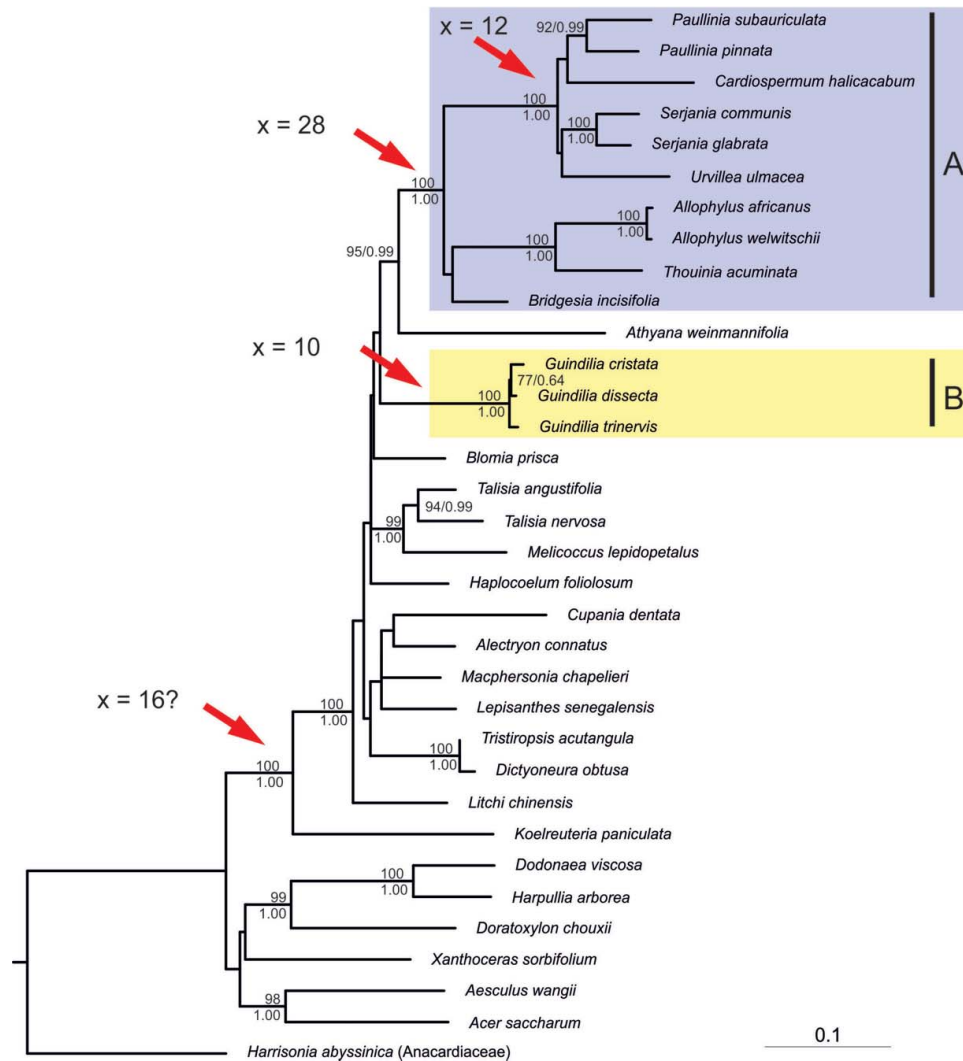 x = 12
92/0.99
Paullinia subauriculata
Paullinia pinnata
Cardiospermum halicacabum
100
1.00
Serjania communis
100
1.00
Serjania glabrata
Urvillea ulmacea
A
x = 28
100
1.00
Allophylus africanus
100
1.00
Allophylus welwitschii
100
1.00
Thouinia acuminata
Bridgesia incisifolia
95/0.99
Athyana weinmannifolia
x = 10
Guindilia cristata
77/0.64
100
1.00
Guindilia dissecta
Guindilia trinervis
B
Blomia prisca
Talisia angustifolia
94/0.99
Talisia nervosa
99
1.00
Melicoccus lepidopetalus
Haplocoelum foliolosum
Cupania dentata
Alectryon connatus
Macphersonia chapelieri
Lepisanthes senegalensis
x = 16?
100
1.00
Tristiropsis acutangula
100
1.00
Dictyoneura obtusa
100
1.00
Litchi chinensis
Koelreuteria paniculata
Dodonaea viscosa
100
1.00
Harpullia arborea
99
1.00
Doratoxylon chouxii
Xanthoceras sorbifolium
Aesculus wangii
98
1.00
Acer saccharum
Harrisonia abyssinica (Anacardiaceae)
0.1